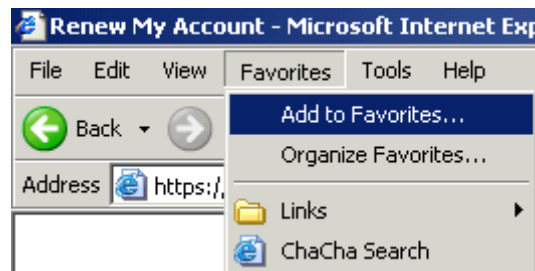 Renew My Account - Microsoft Internet Exp
File Edit View Favorites Tools Help
Add to Favorites...
Back
Organize Favorites...
Address https:/
Links
ChaCha Search